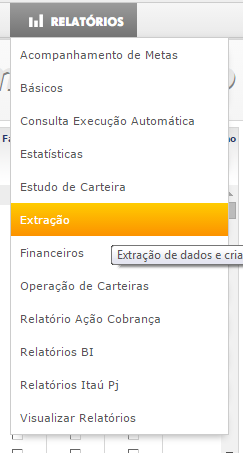 RELATÓRIOS
Acompanhamento de Metas
Básicos
Consulta Execução Automática
Estatísticas
Estudo de Carteira
Extração
Financeiros
Extração de dados e cria
Operação de Carteiras
Relatório Ação Cobrança
Relatórios BI
Relatórios Itaú Pj
Visualizar Relatórios